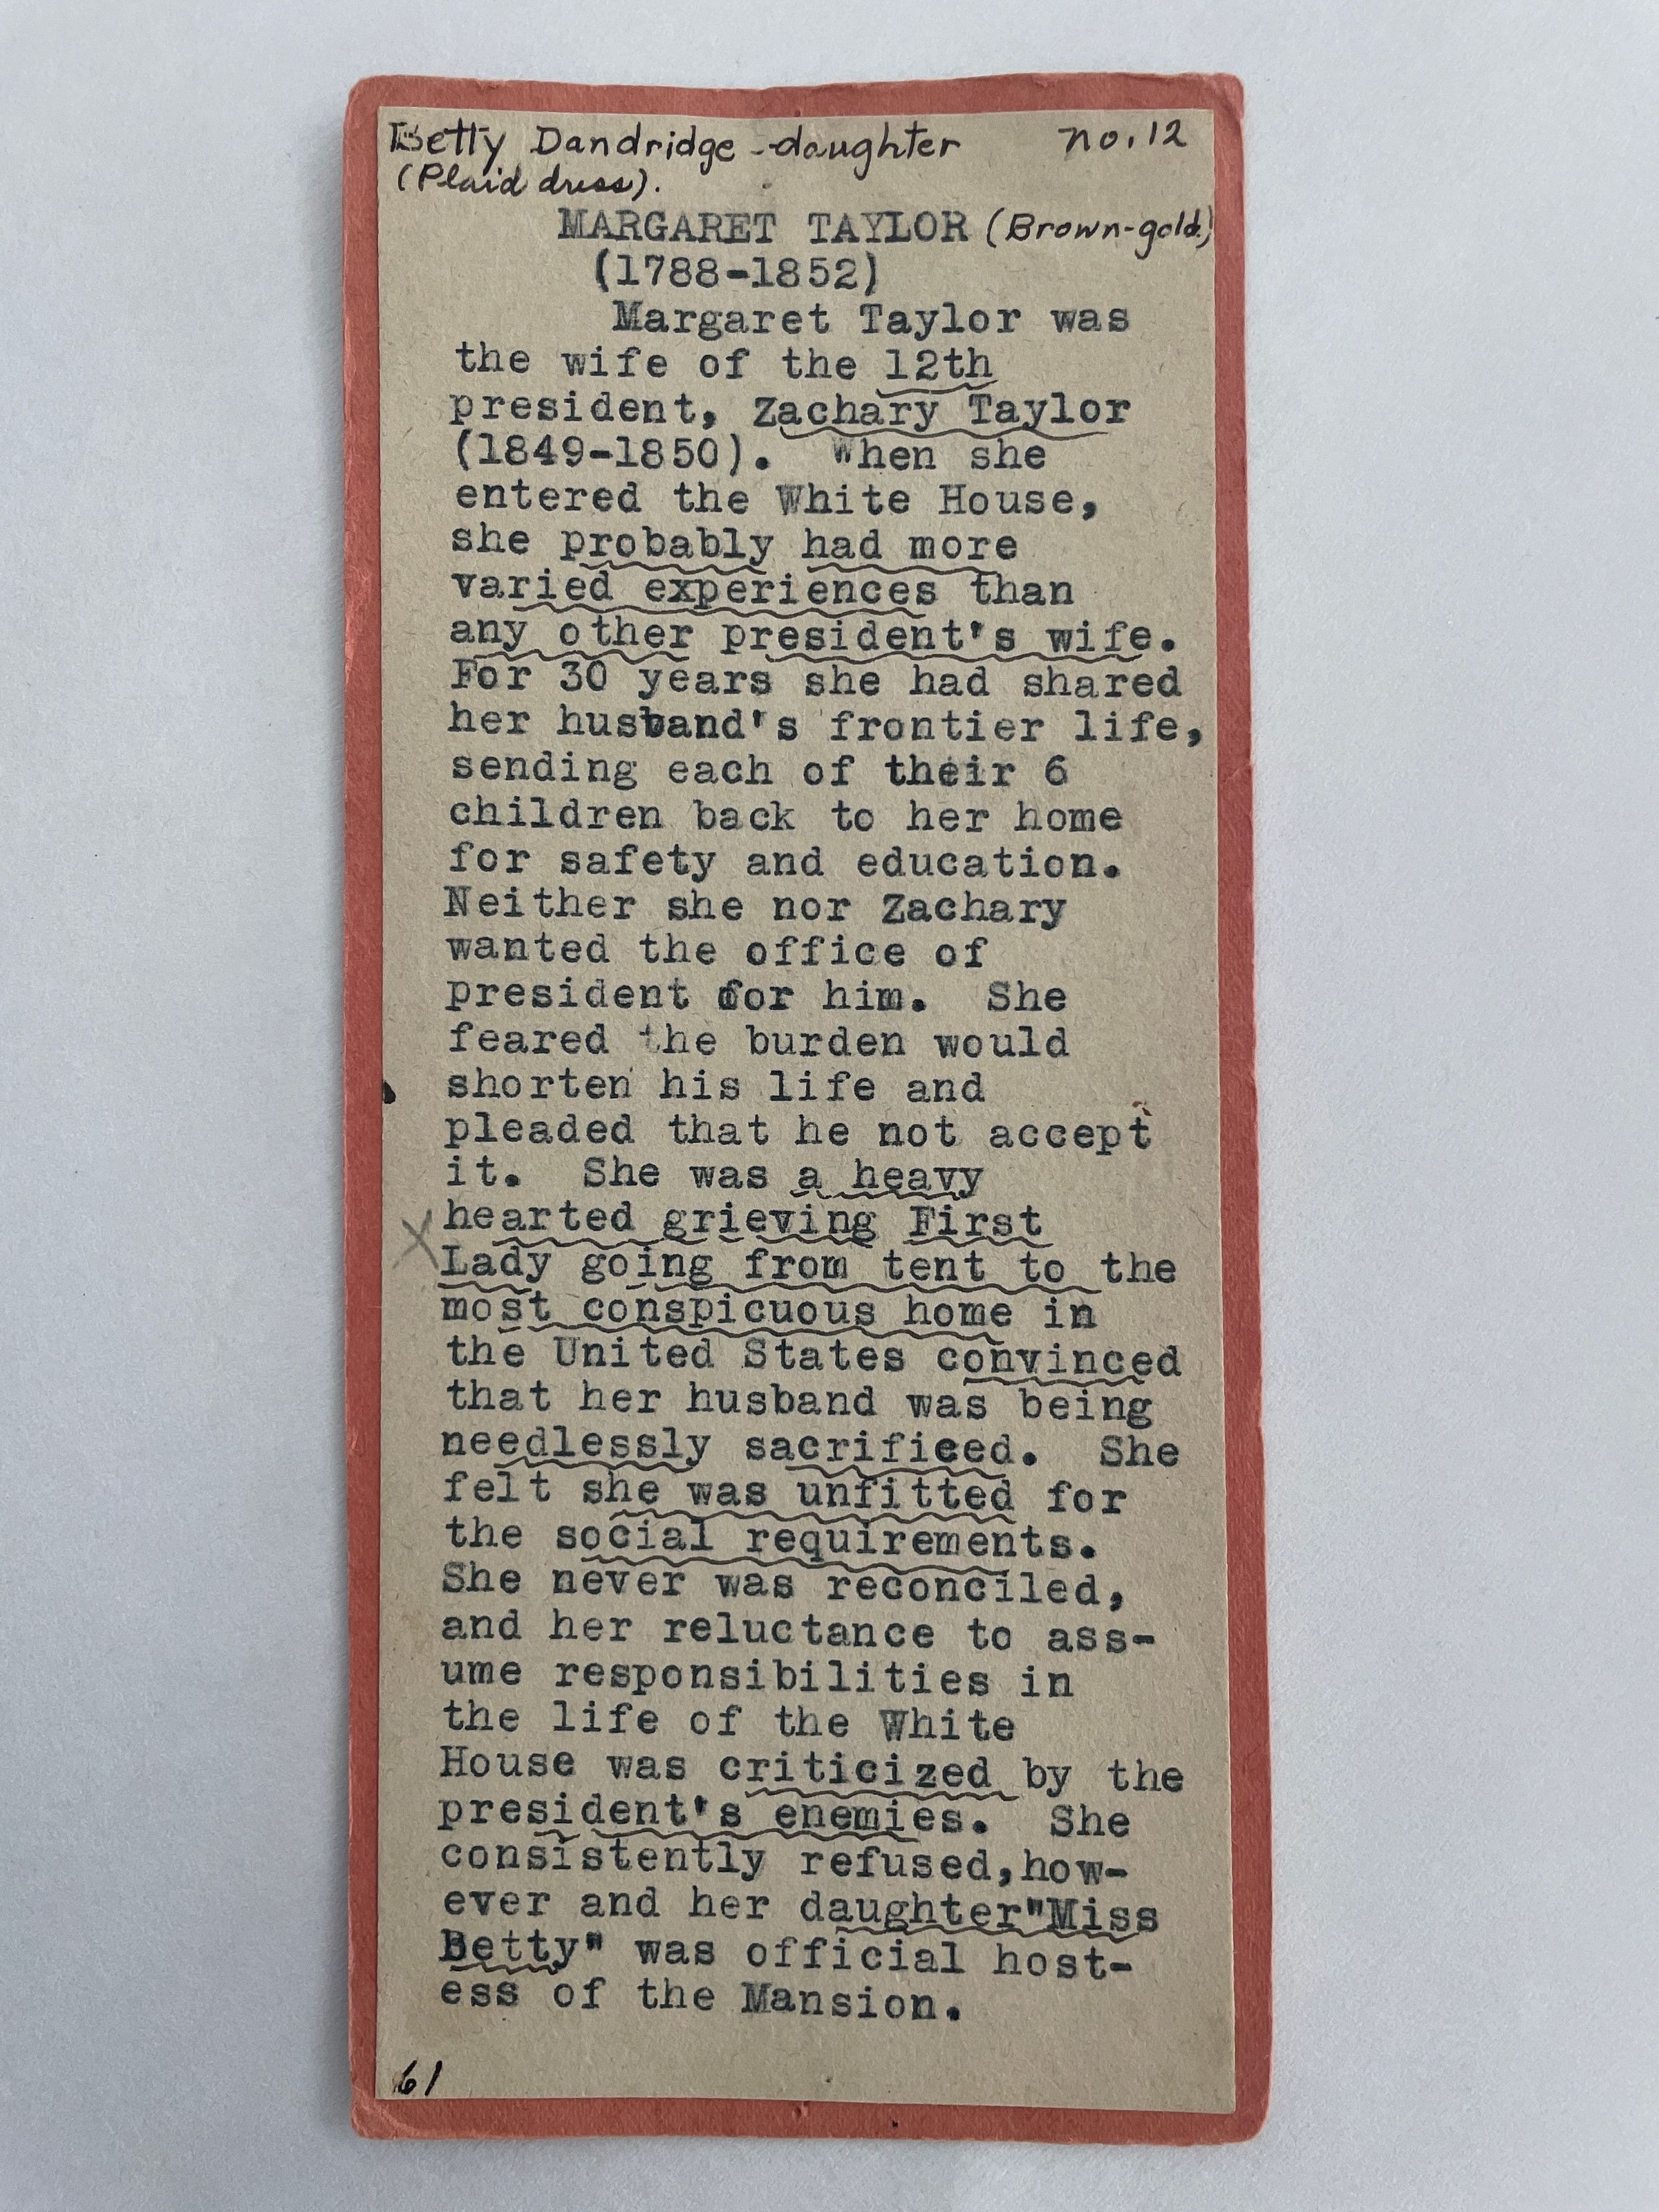 Betty Dandridge - daughter no. 12
(Plaid dress).
MARGARET TAYLOR (Brown-gold)
(1788-1852)
Margaret Taylor was
the wife of the 12th
president, Zachary Taylor
(1849-1850). When she
entered the White House,
she probably had more
varied experiences than
any other president's wife.
For 30 years she had shared
her husband's frontier life,
sending each of their 6
children back to her home
for safety and education.
Neither she nor Zachary
wanted the office of
president for him. She
feared the burden would
shorten his life and
pleaded that he not accept
it. She was a heavy
hearted grieving First
Lady going from tent to the
most conspicuous home in
the United States convinced
that her husband was being
needlessly sacrificed. She
felt she was unfitted for
the social requirements.
She never was reconciled,
and her reluctance to ass-
ume responsibilities in
the life of the White
House was criticized by the
president's enemies. She
consistently refused,how-
ever and her daughter"Miss
Betty" was official host-
ess of the Mansion.
61